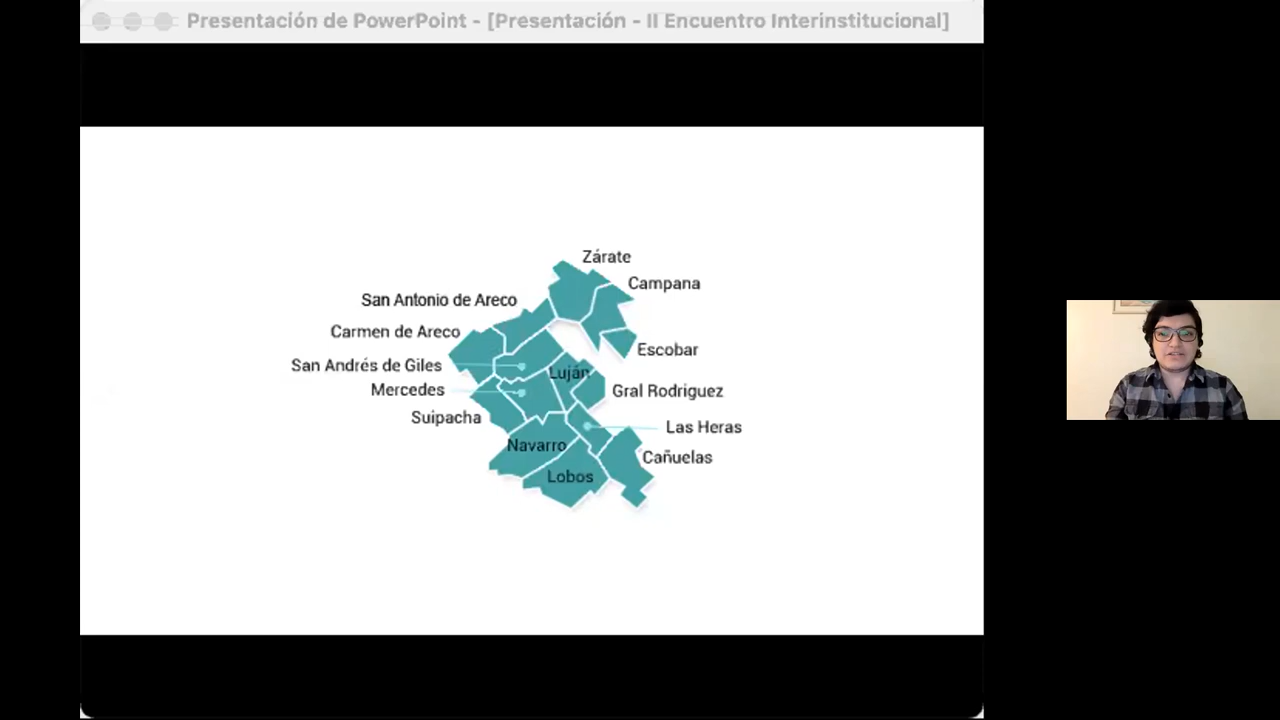 Presentación de PowerPoint - [Presentación - II Encuentro Interinstitucional]
Zárate
Campana
San Antonio de Areco
Carmen de Areco
Escobar
San Andrés de Giles
Luján
Mercedes
Gral Rodriguez
Suipacha
Las Heras
Navarro
Cañuelas
Lobos